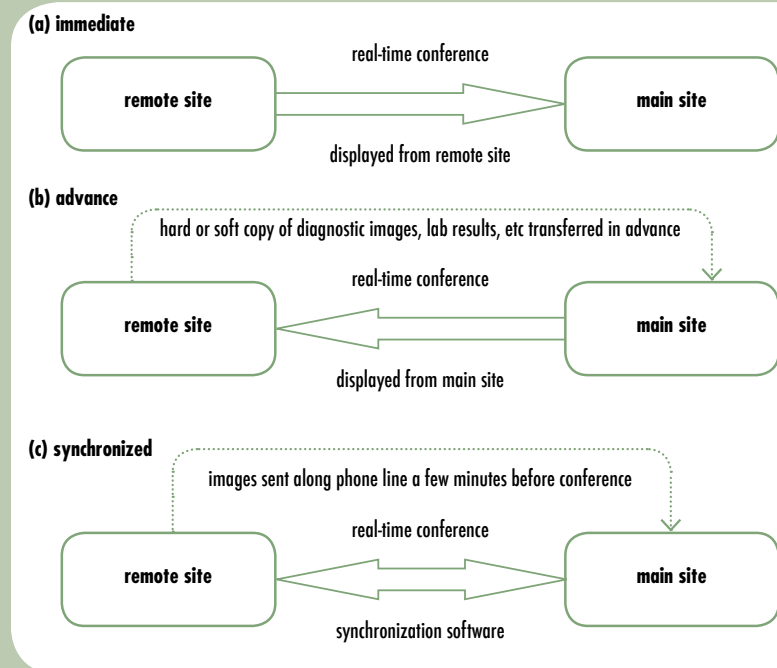 (a) immediate
real-time conference
remote site
main site
displayed from remote site
(b) advance
hard or soft copy of diagnostic images, lab results, etc transferred in advance
real-time conference
remote site
main site
displayed from main site
(c) synchronized
images sent along phone line a few minutes before conference
real-time conference
remote site
main site
synchronization software